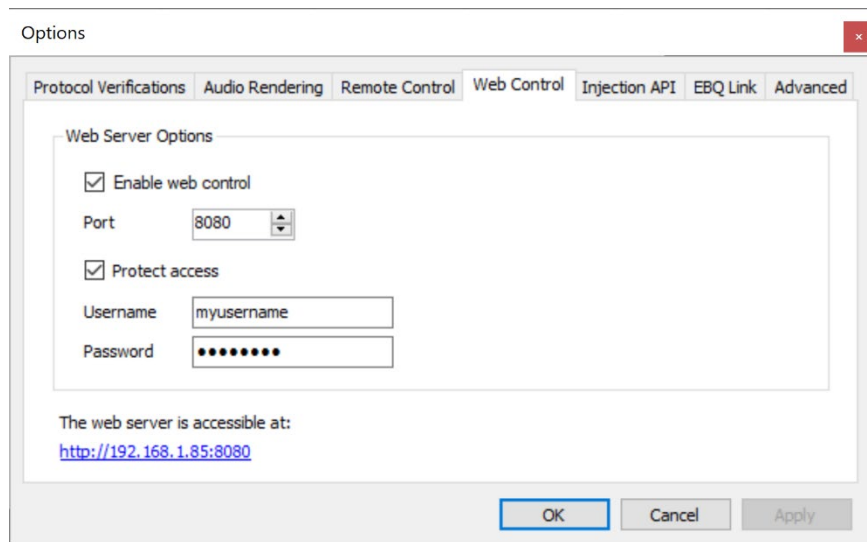 Options
Protocol Verifications Audio Rendering Remote Control Web Control Injection API EBQ Link Advanced
Web Server Options
Enable web control
Port 8080
Protect access
Username myusername
Password ●●●●●●●●
The web server is accessible at:
http://192.168.1.85:8080
OK Cancel Apply